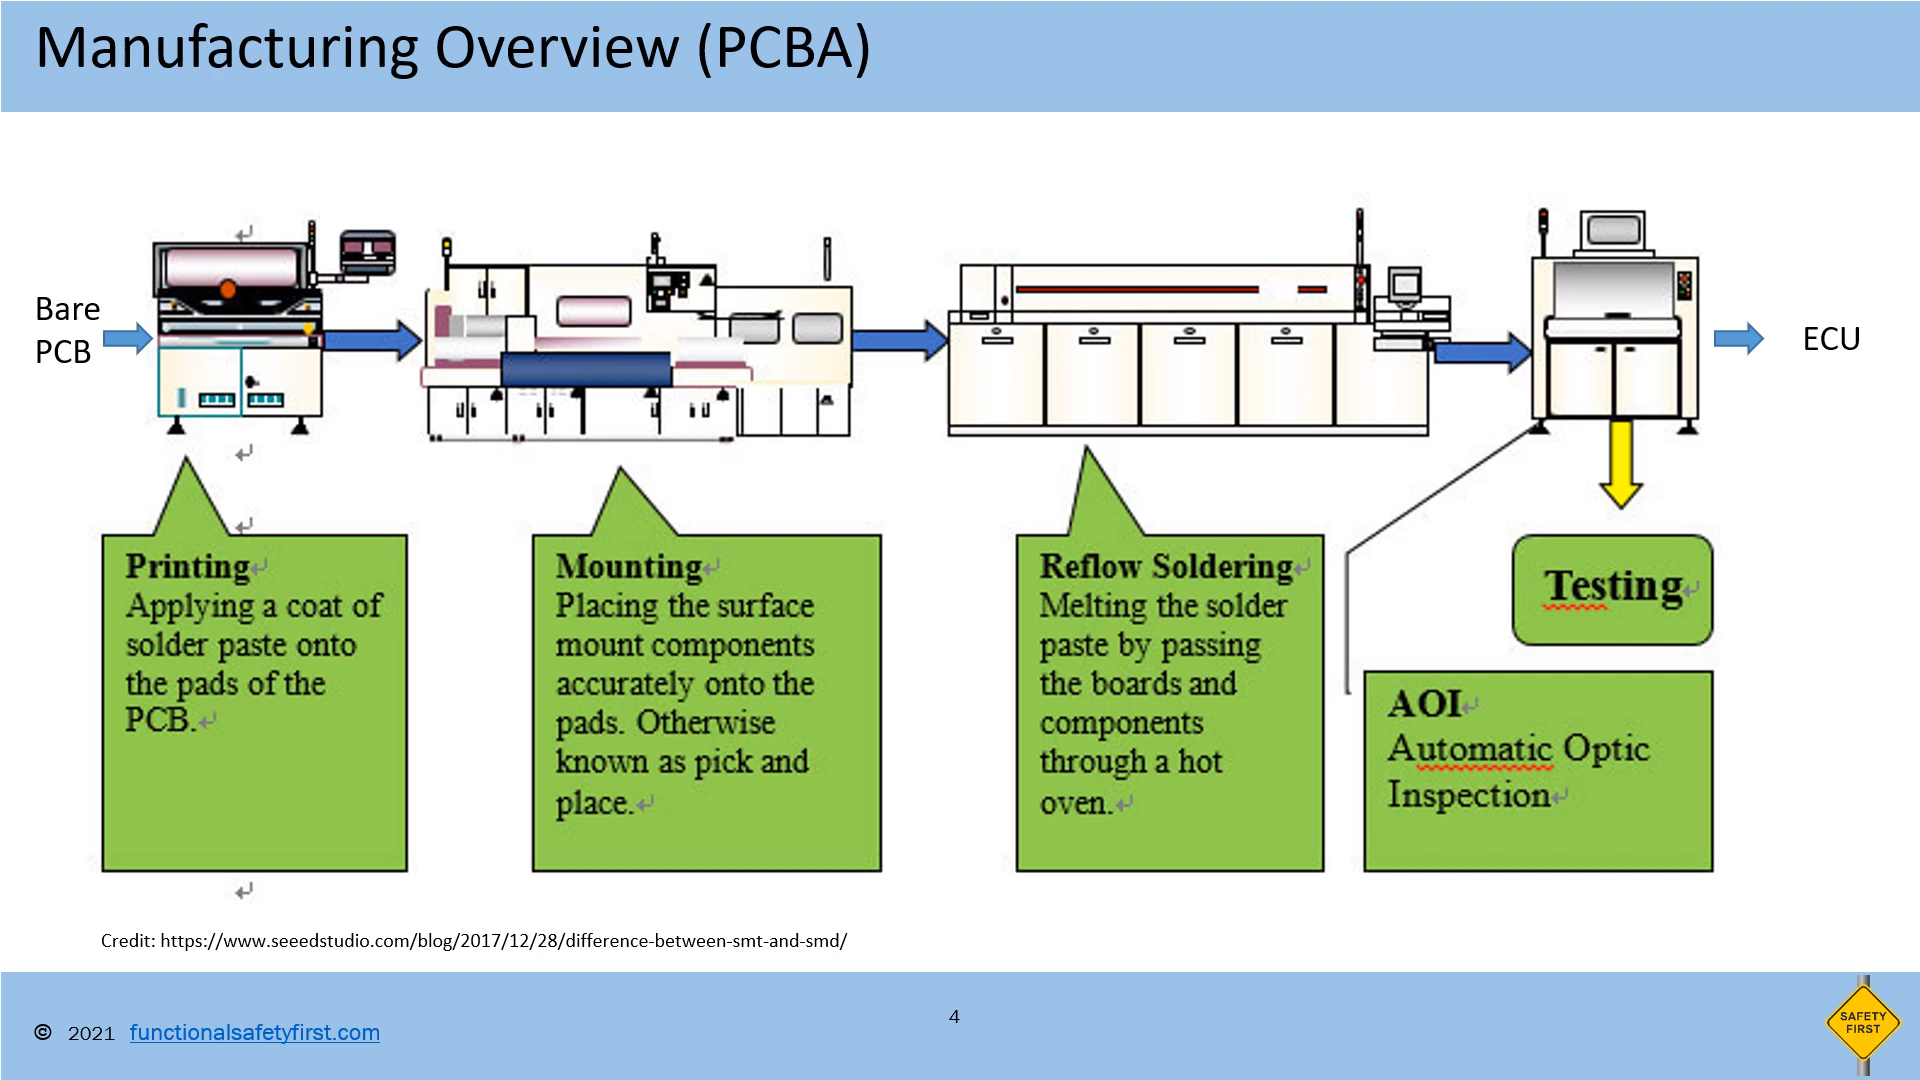 Manufacturing Overview (PCBA)
Bare
PCB
ECU
Printing
Applying a coat of
solder paste onto
the pads of the
PCB.
Mounting
Placing the surface
mount components
accurately onto the
pads. Otherwise
known as pick and
place.
Reflow Soldering
Melting the solder
paste by passing
the boards and
components
through a hot
oven.
Testing
AOI
Automatic Optic
Inspection
Credit: https://www.seeedstudio.com/blog/2017/12/28/difference-between-smt-and-smd/
© 2021 functionalsafetyfirst.com
4
SAFETY
FIRST